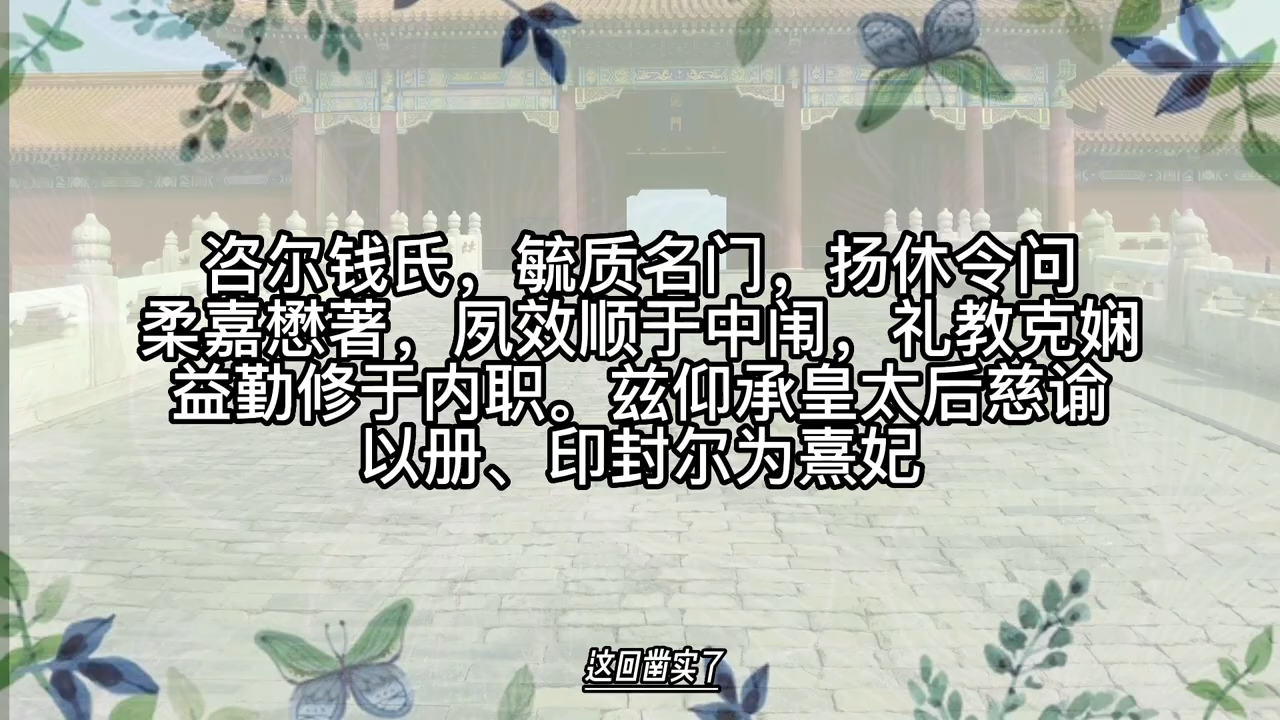 咨尔钱氏，毓质名门，扬休令问
柔嘉懋著，夙效顺于中闱，礼教克娴
益勤修于内职。兹仰承皇太后慈谕
以册、印封尔为熹妃
这回凿实了